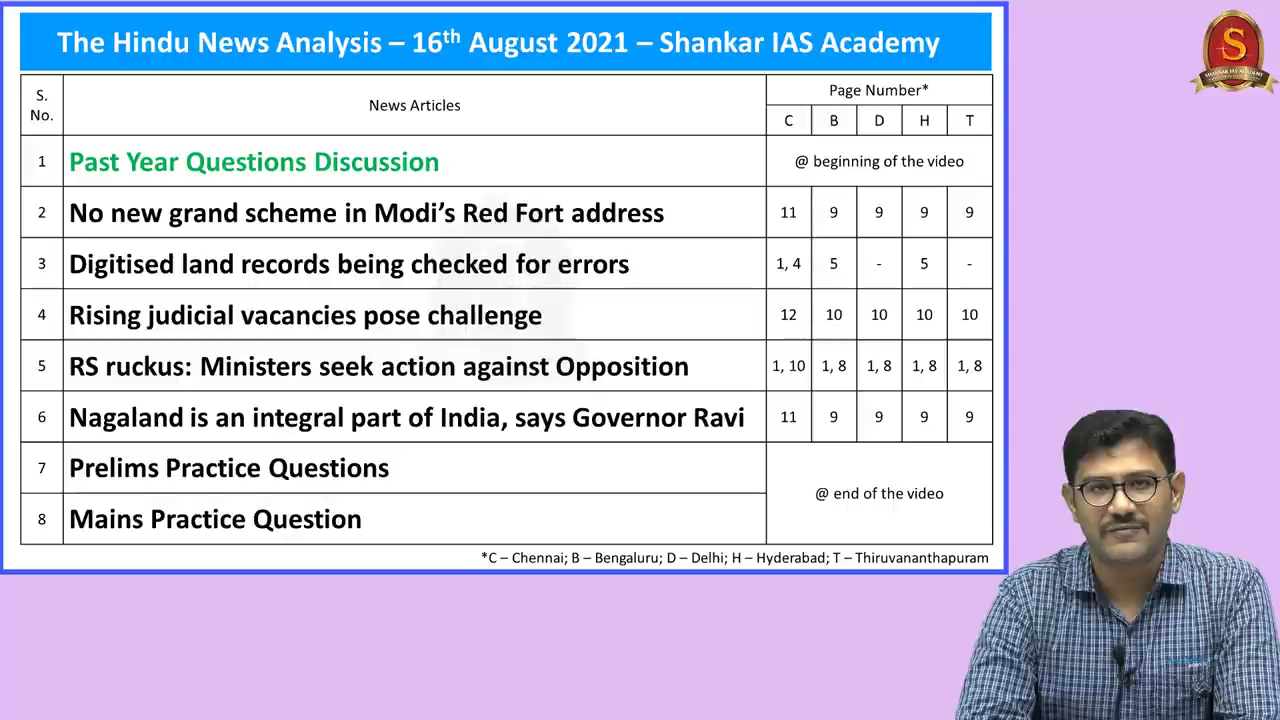 The Hindu News Analysis – 16th August 2021 – Shankar IAS Academy
S
SHANKAR IAS ACADEMY
S. No.
News Articles
Page Number*
C B D H T
1 Past Year Questions Discussion @ beginning of the video
2 No new grand scheme in Modi’s Red Fort address 11 9 9 9 9
3 Digitised land records being checked for errors 1, 4 5 - 5 -
4 Rising judicial vacancies pose challenge 12 10 10 10 10
5 RS ruckus: Ministers seek action against Opposition 1, 10 1, 8 1, 8 1, 8 1, 8
6 Nagaland is an integral part of India, says Governor Ravi 11 9 9 9 9
7 Prelims Practice Questions
@ end of the video
8 Mains Practice Question
*C – Chennai; B – Bengaluru; D – Delhi; H – Hyderabad; T – Thiruvananthapuram